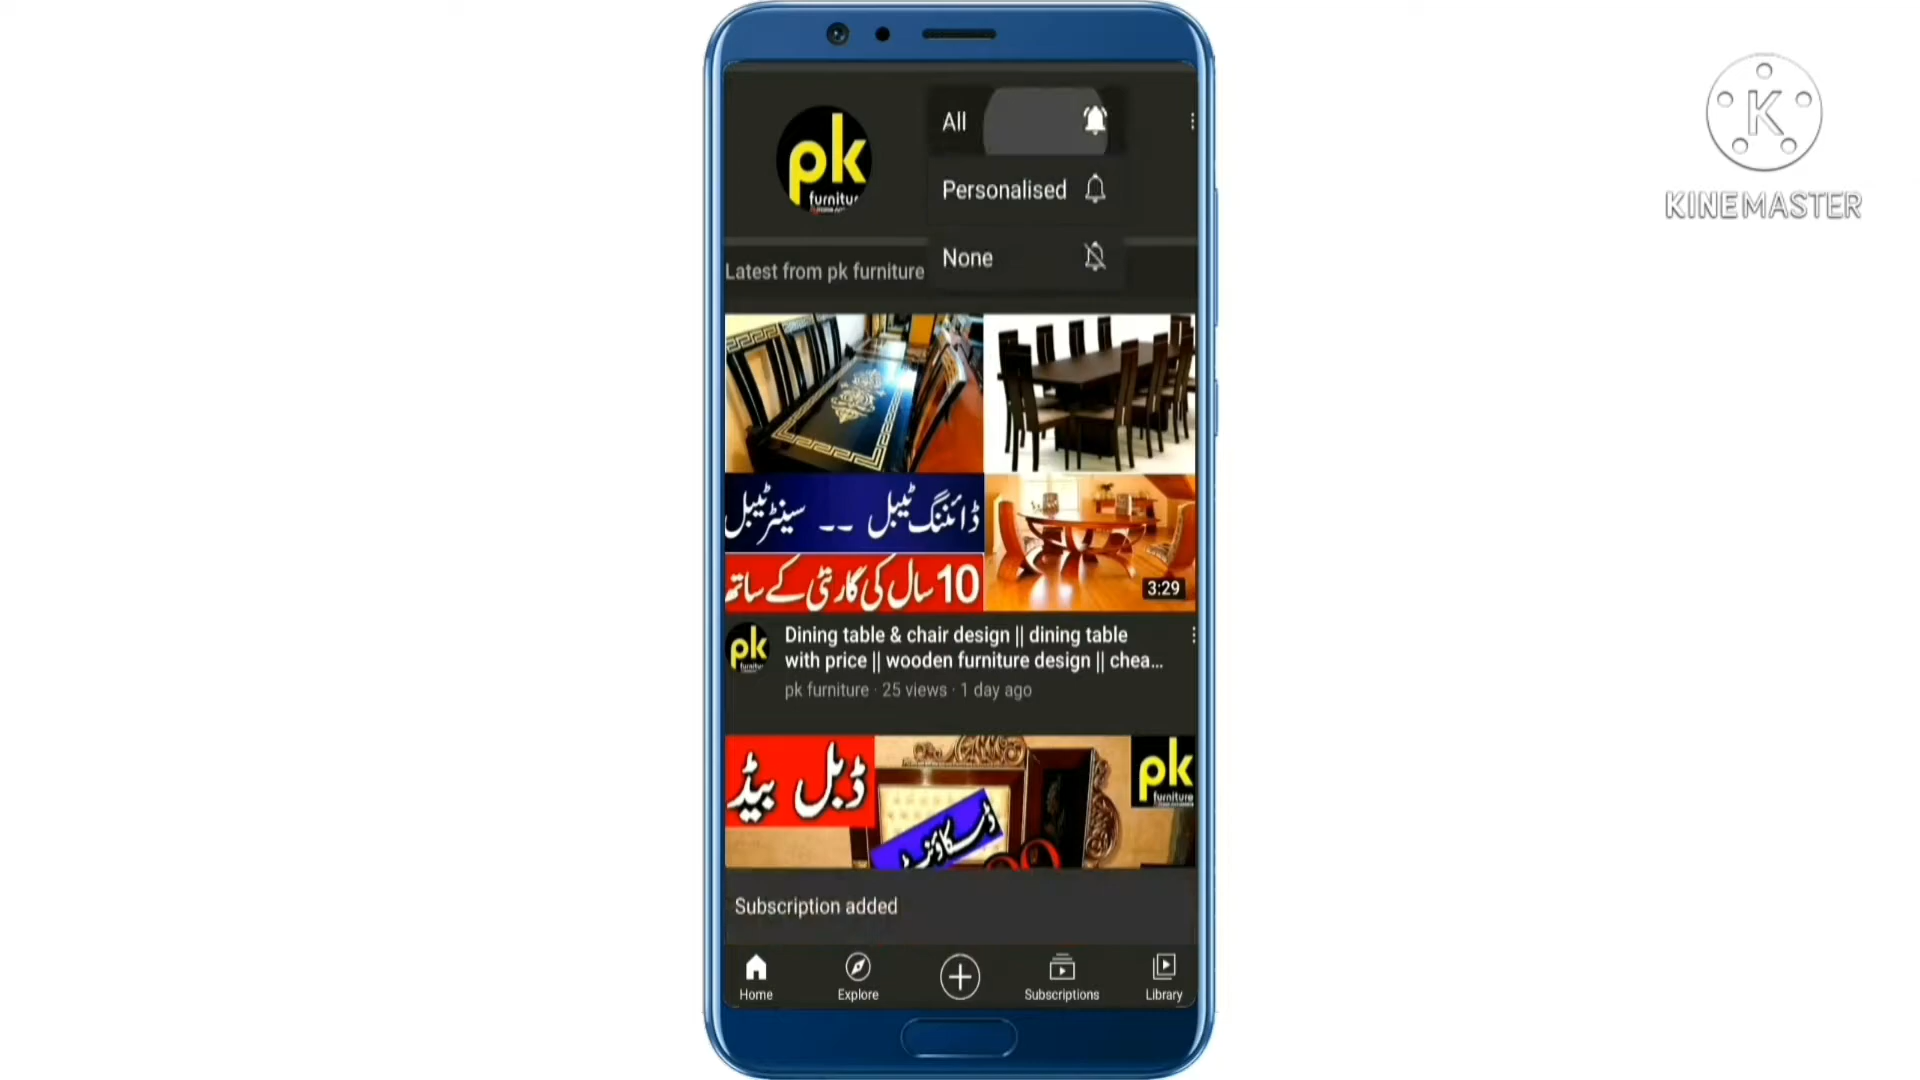 KINEMASTER
pk
furnitur
All
Personalised
None
Latest from pk furniture
ڈائننگ ٹیبل -- سینٹر ٹیبل
10 سال کی گارنٹی کے ساتھ
3:29
pk
Dining table & chair design || dining table
with price || wooden furniture design || chea...
pk furniture · 25 views · 1 day ago
ڈبل بیڈ
ڈسکاؤنٹ
pk
furniture
Subscription added
Home
Explore
Subscriptions
Library